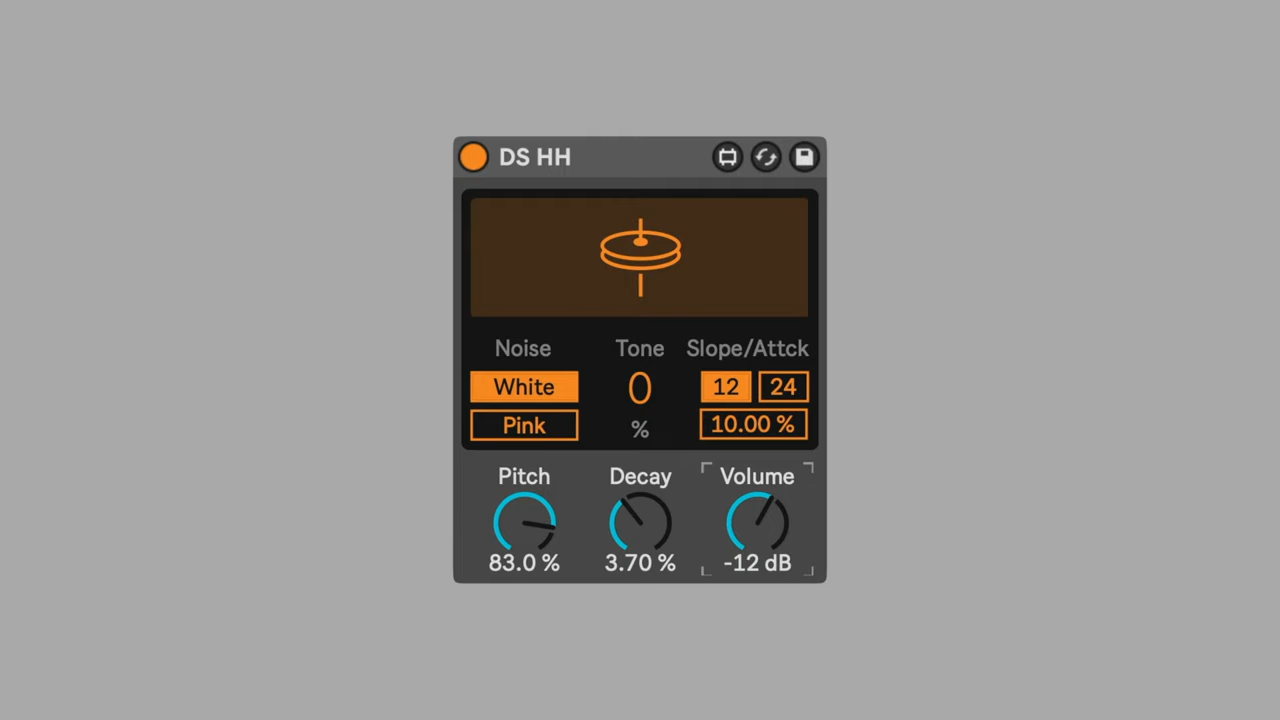 DS HH
Noise Tone Slope/Attck
White 0 12 24
Pink % 10.00 %
Pitch Decay Volume
83.0 % 3.70 % -12 dB